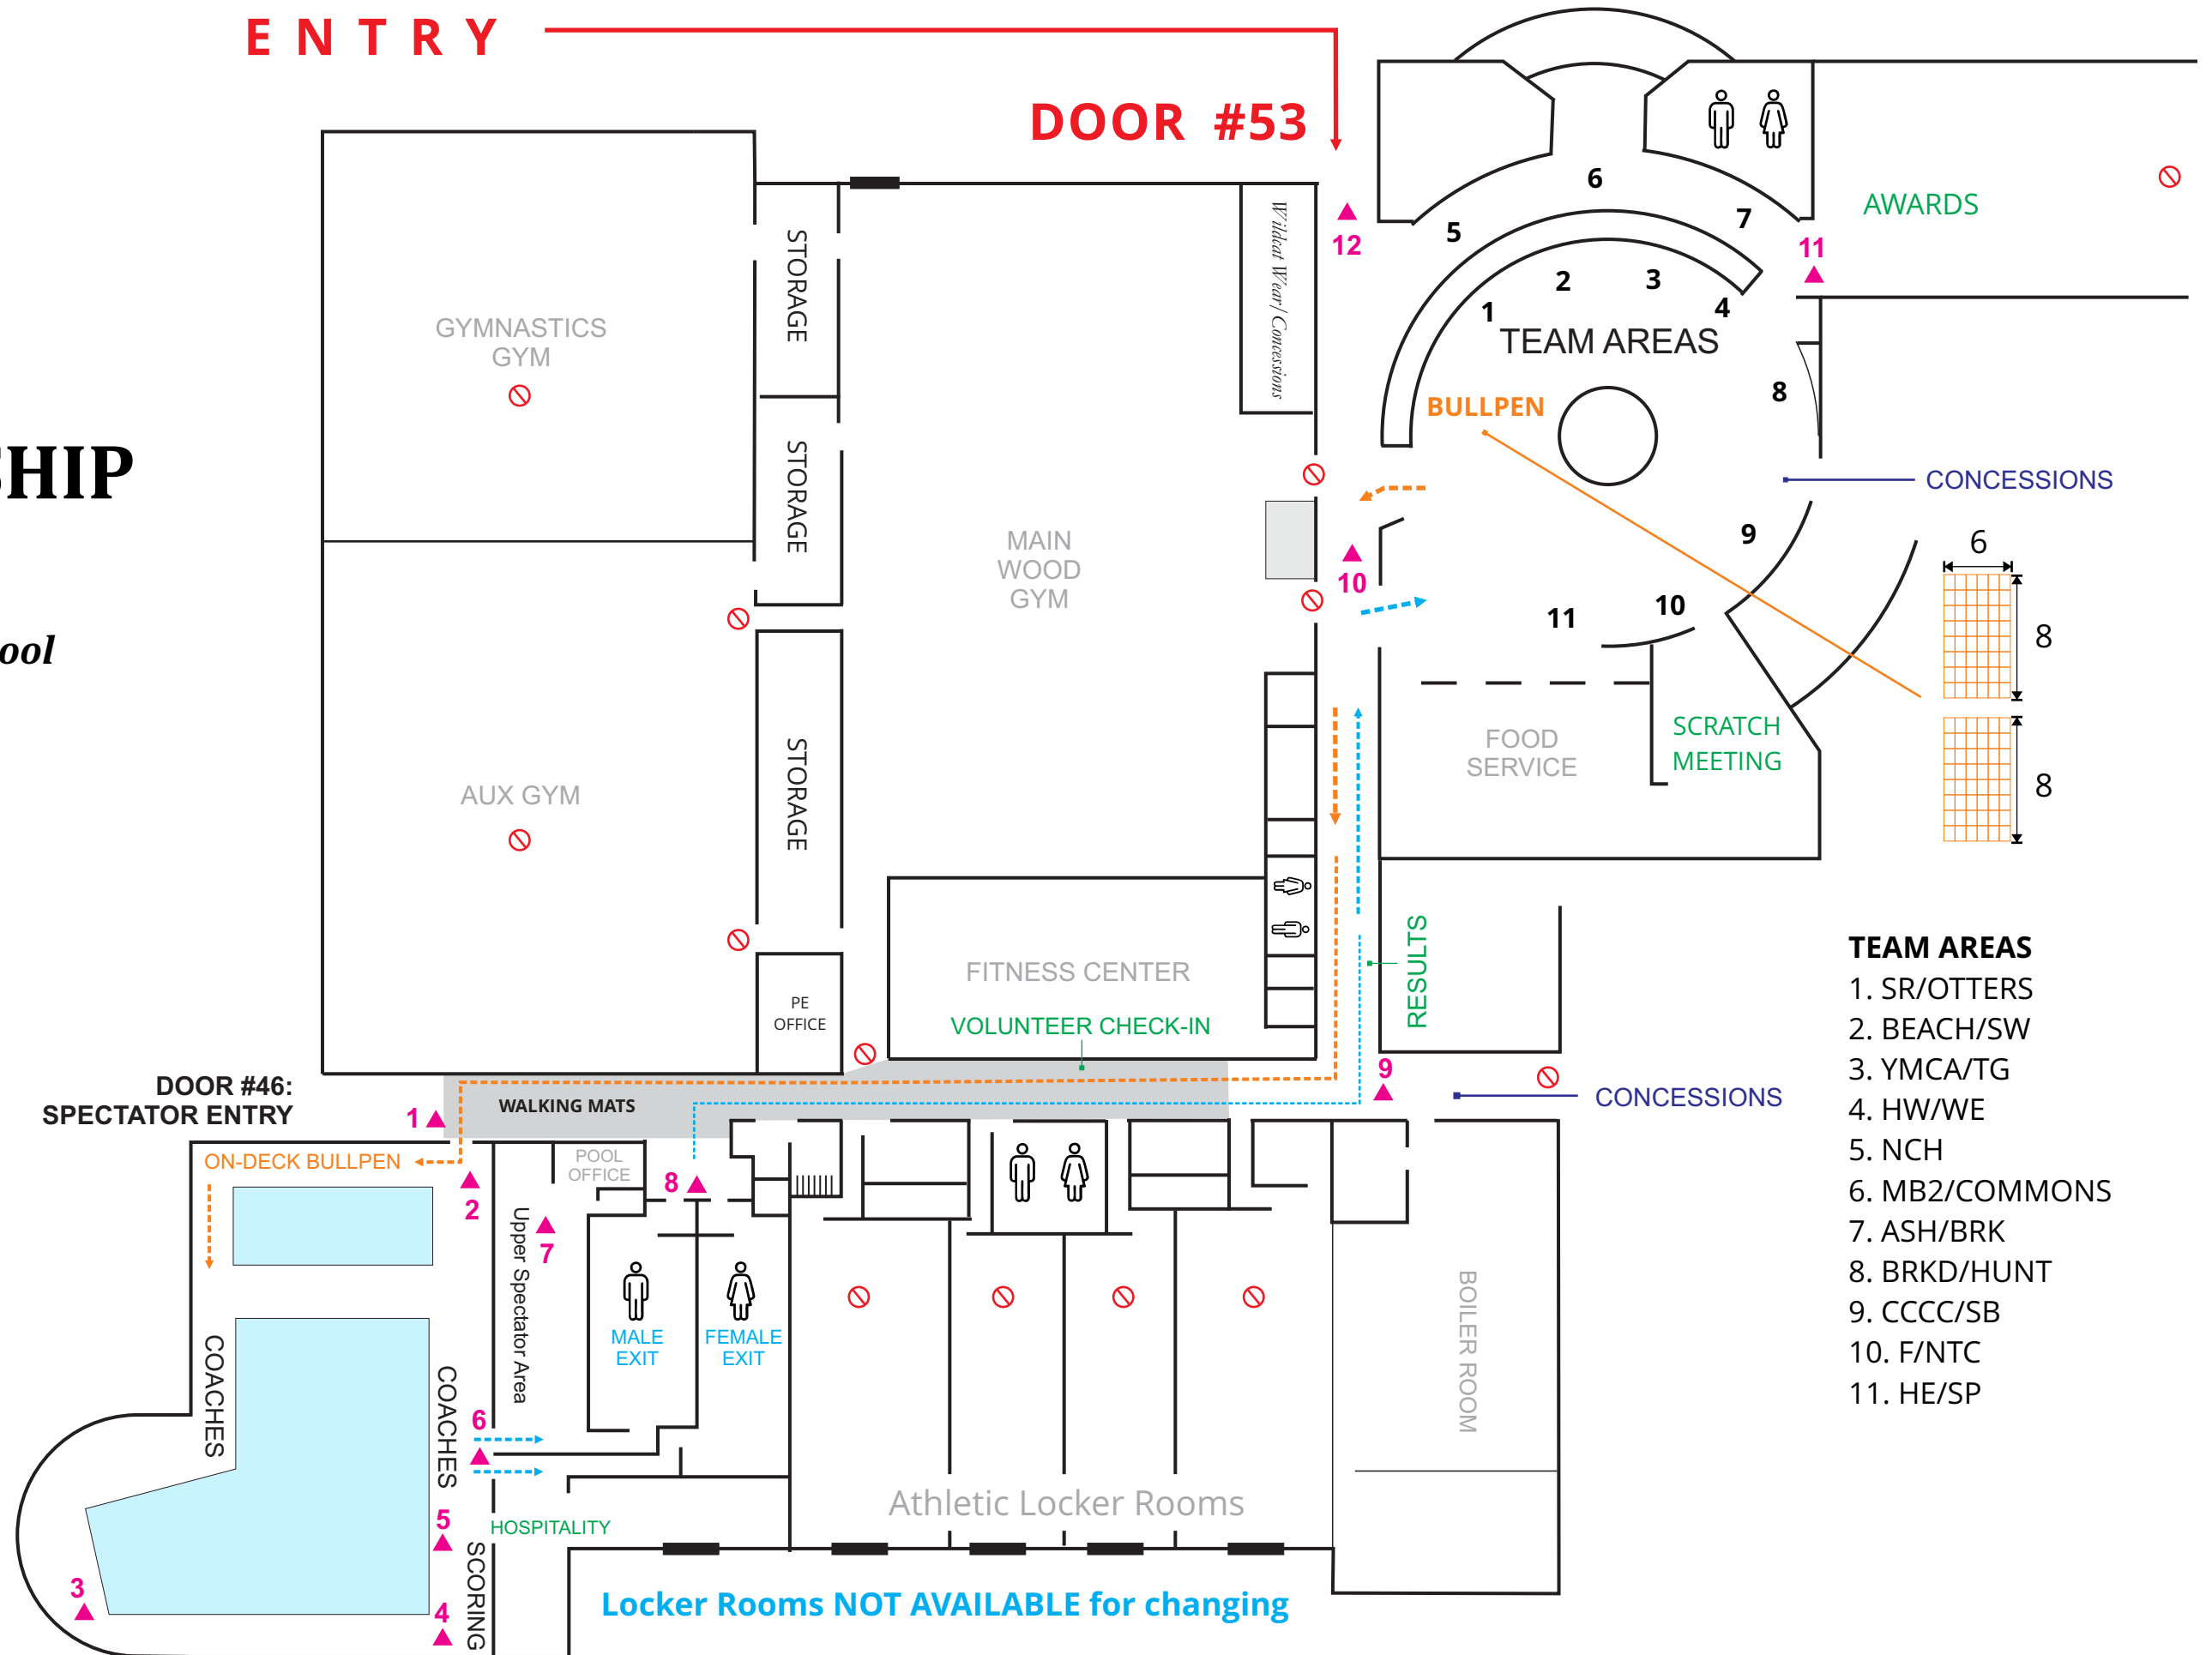 ENTRY
DOOR #53
6
5
7
AWARDS
12
11
STORAGE
Wildcat Wear/ Concessions
2
3
1
4
TEAM AREAS
GYMNASTICS
GYM
8
BULLPEN
SHIP
STORAGE
CONCESSIONS
MAIN
WOOD
GYM
9
6
10
11
10
8
ool
SCRATCH
MEETING
FOOD
SERVICE
8
AUX GYM
STORAGE
RESULTS
FITNESS CENTER
PE
OFFICE
VOLUNTEER CHECK-IN
TEAM AREAS
1. SR/OTTERS
2. BEACH/SW
3. YMCA/TG
4. HW/WE
5. NCH
6. MB2/COMMONS
7. ASH/BRK
8. BRKD/HUNT
9. CCCC/SB
10. F/NTC
11. HE/SP
9
CONCESSIONS
DOOR #46:
SPECTATOR ENTRY
1
WALKING MATS
ON-DECK BULLPEN
POOL
OFFICE
2
8
7
Upper Spectator Area
MALE
EXIT
FEMALE
EXIT
COACHES
COACHES
BOILER ROOM
6
5
HOSPITALITY
Athletic Locker Rooms
SCORING
3
4
Locker Rooms NOT AVAILABLE for changing